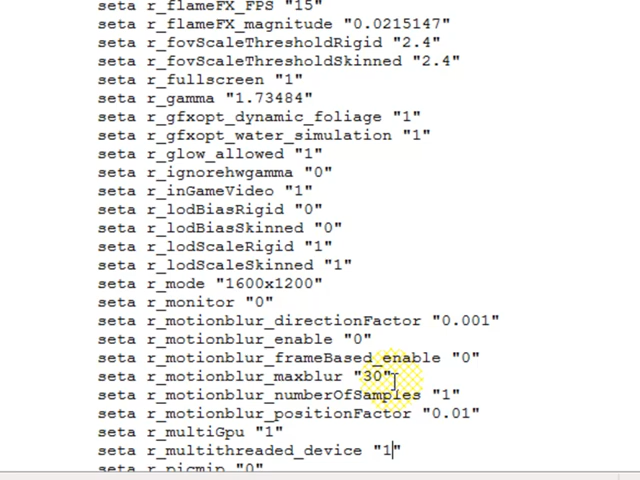 seta r_flameFX_FPS "15"
seta r_flameFX_magnitude "0.0215147"
seta r_fovScaleThresholdRigid "2.4"
seta r_fovScaleThresholdSkinned "2.4"
seta r_fullscreen "1"
seta r_gamma "1.73484"
seta r_gfxopt_dynamic_foliage "1"
seta r_gfxopt_water_simulation "1"
seta r_glow_allowed "1"
seta r_ignorehwgamma "0"
seta r_inGameVideo "1"
seta r_lodBiasRigid "0"
seta r_lodBiasSkinned "0"
seta r_lodScaleRigid "1"
seta r_lodScaleSkinned "1"
seta r_mode "1600x1200"
seta r_monitor "0"
seta r_motionblur_directionFactor "0.001"
seta r_motionblur_enable "0"
seta r_motionblur_frameBased_enable "0"
seta r_motionblur_maxblur "30"
seta r_motionblur_numberOfSamples "1"
seta r_motionblur_positionFactor "0.01"
seta r_multiGpu "1"
seta r_multithreaded_device "1"
seta r_picmip "0"